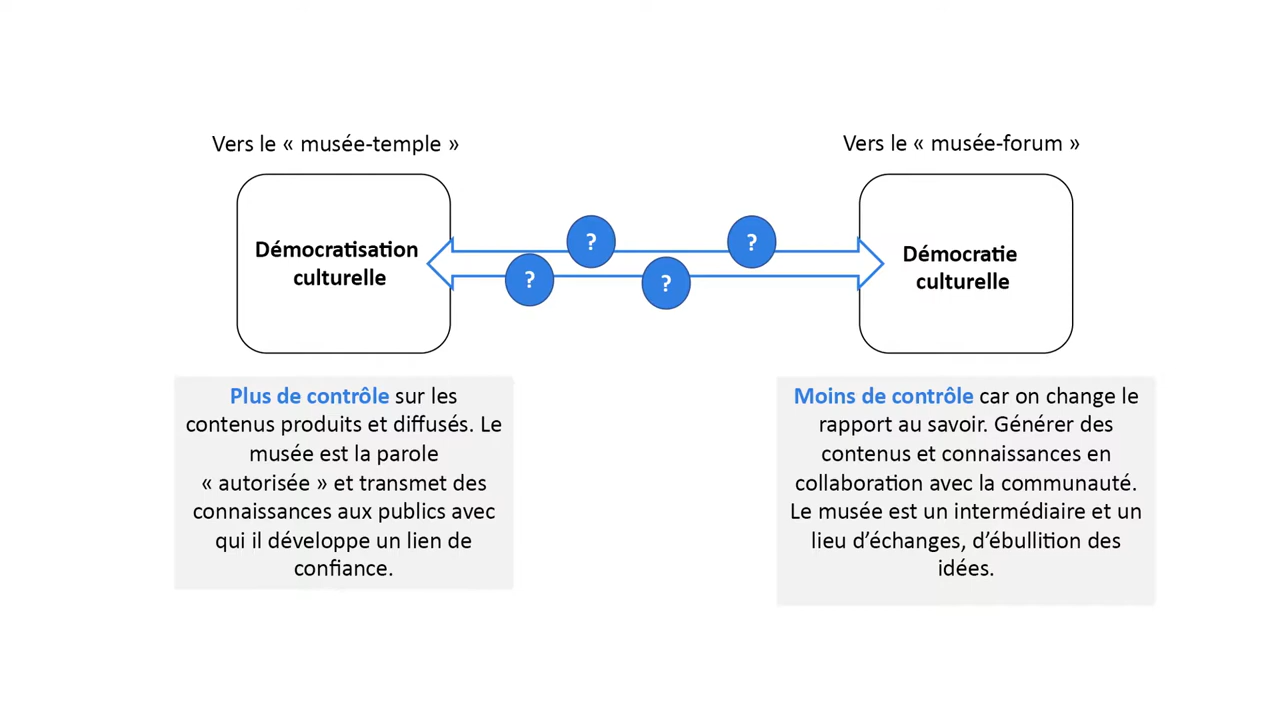 Vers le « musée-temple »
Vers le « musée-forum »
Démocratisation
culturelle
?
?
?
?
Démocratie
culturelle
Plus de contrôle sur les
contenus produits et diffusés. Le
musée est la parole
« autorisée » et transmet des
connaissances aux publics avec
qui il développe un lien de
confiance.
Moins de contrôle car on change le
rapport au savoir. Générer des
contenus et connaissances en
collaboration avec la communauté.
Le musée est un intermédiaire et un
lieu d’échanges, d’ébullition des
idées.